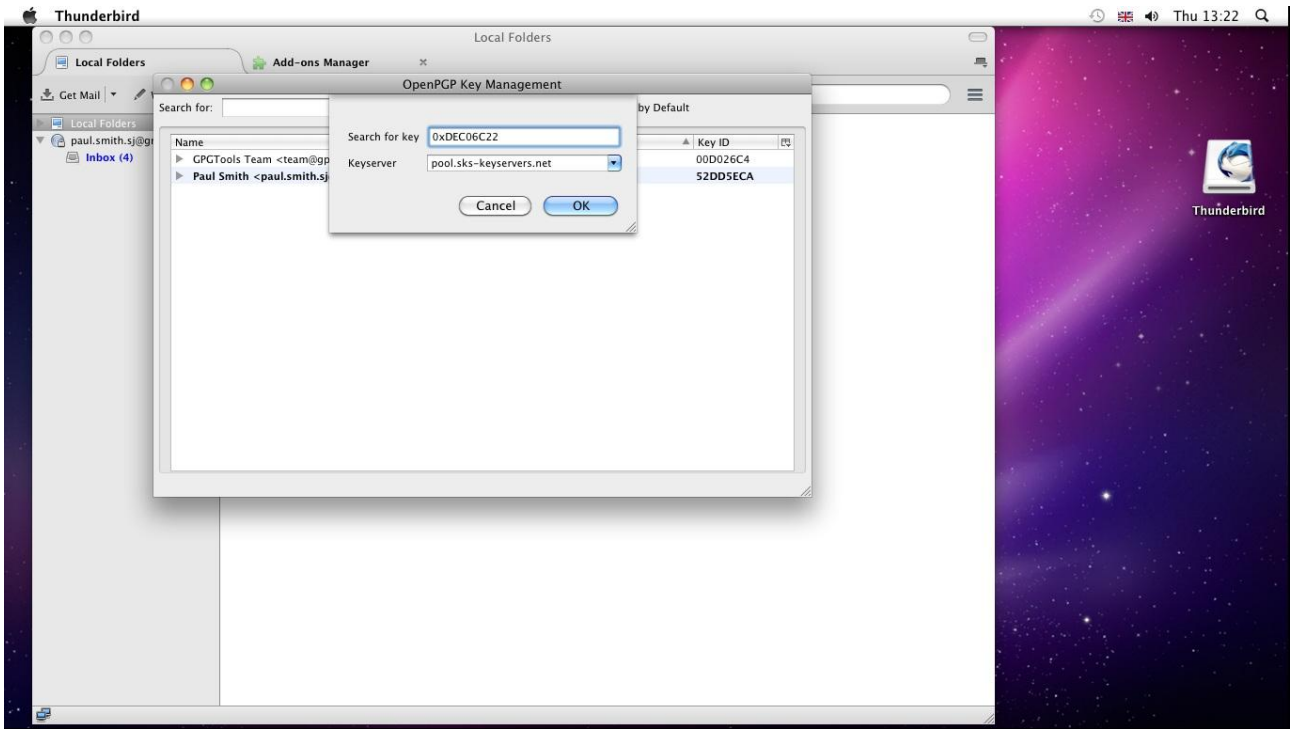 Thunderbird
Thu 13:22
Local Folders
Local Folders
Add-ons Manager
Get Mail
OpenPGP Key Management
Search for:
by Default
Local Folders
paul.smith.sj@g
Inbox (4)
Search for key 0xDEC06C22
Keyserver pool.sks-keyservers.net
Cancel OK
Name Key ID
GPGTools Team <team@gp 00D026C4
Paul Smith <paul.smith.sj 52DD5ECA
Thunderbird